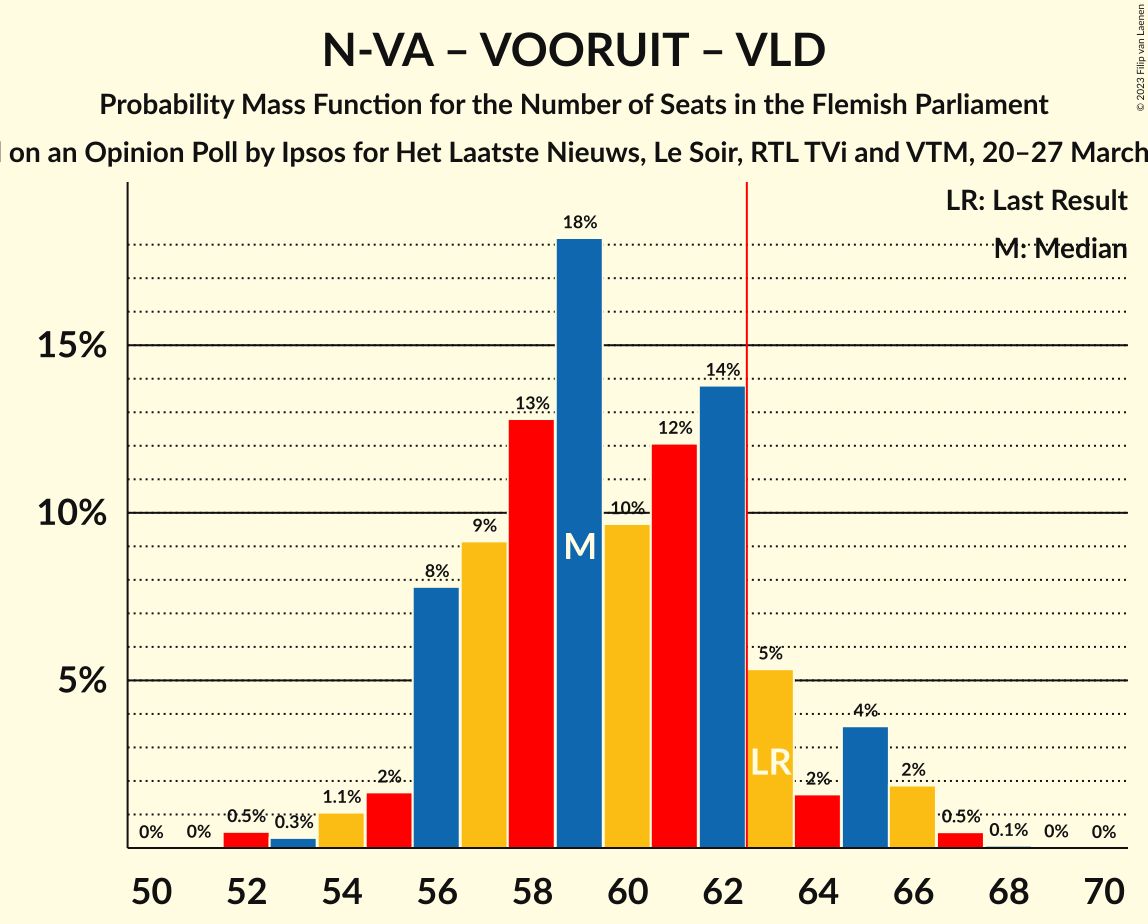 N-VA – VOORUIT – VLD
Probability Mass Function for the Number of Seats in the Flemish Parliament
on an Opinion Poll by Ipsos for Het Laatste Nieuws, Le Soir, RTL TVi and VTM, 20–27 March
© 2023 Filip van Laenen
LR: Last Result
M: Median
15%
10%
5%
0%
0%
0.5%
0.3%
1.1%
2%
8%
9%
13%
18%
10%
12%
14%
5%
2%
4%
2%
0.5%
0.1%
0%
0%
M
LR
50 52 54 56 58 60 62 64 66 68 70